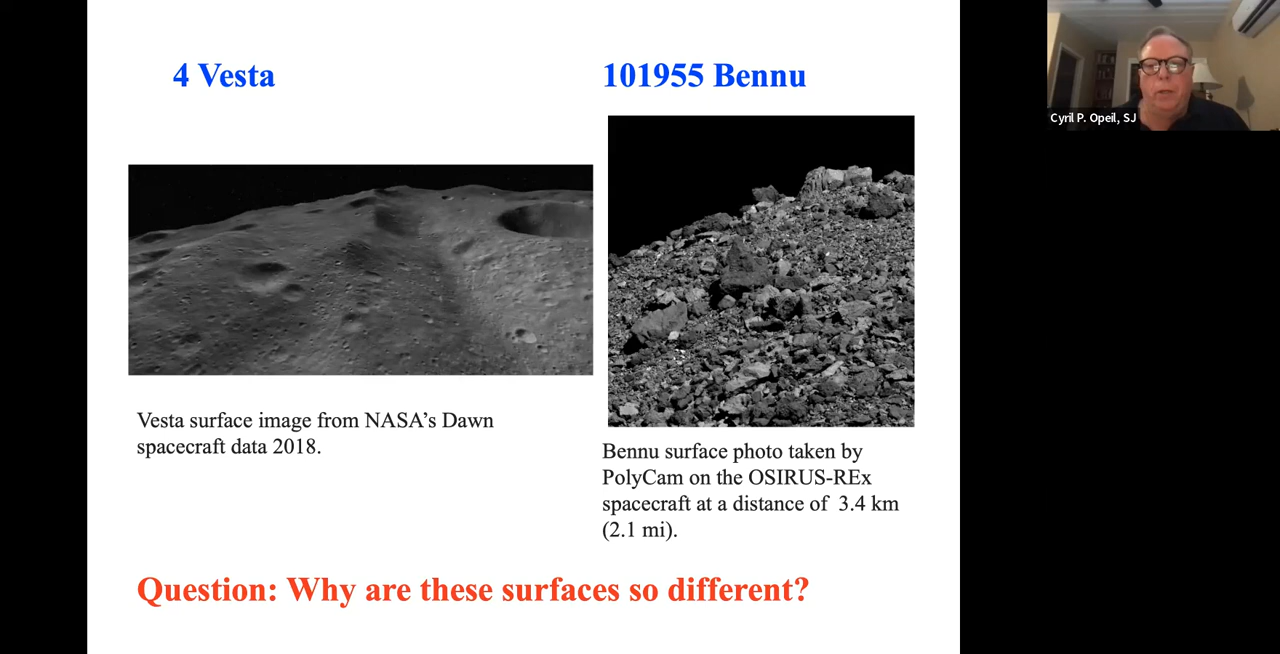 4 Vesta
101955 Bennu
Cyril P. Opeil, SJ
Vesta surface image from NASA’s Dawn
spacecraft data 2018.
Bennu surface photo taken by
PolyCam on the OSIRUS-REx
spacecraft at a distance of 3.4 km
(2.1 mi).
Question: Why are these surfaces so different?